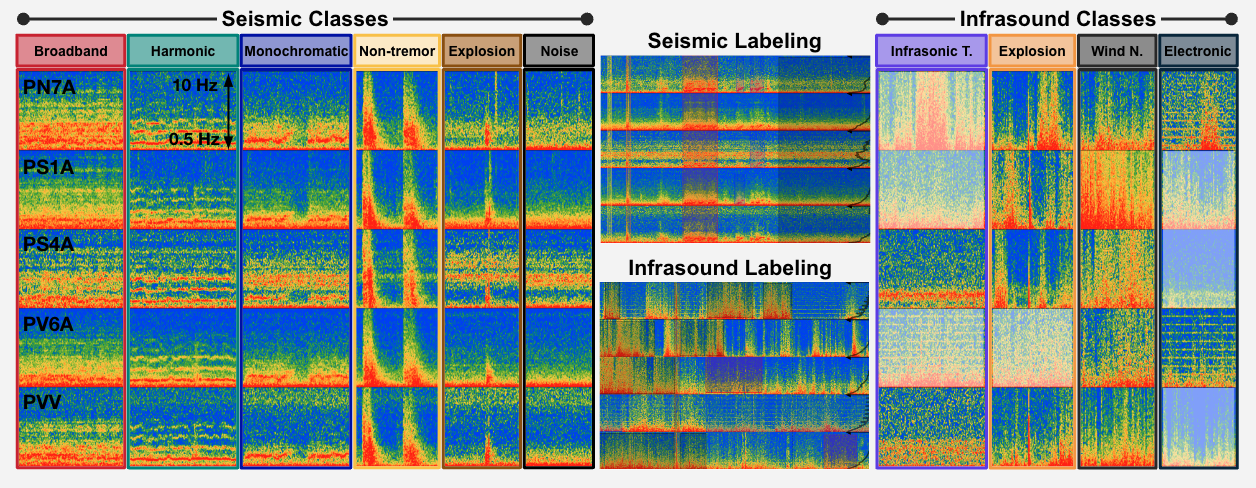 Seismic Classes
Infrasound Classes
Broadband
Harmonic
Monochromatic
Non-tremor
Explosion
Noise
Seismic Labeling
Infrasonic T.
Explosion
Wind N.
Electronic
PN7A
10 Hz
0.5 Hz
PS1A
PS4A
Infrasound Labeling
PV6A
PVV